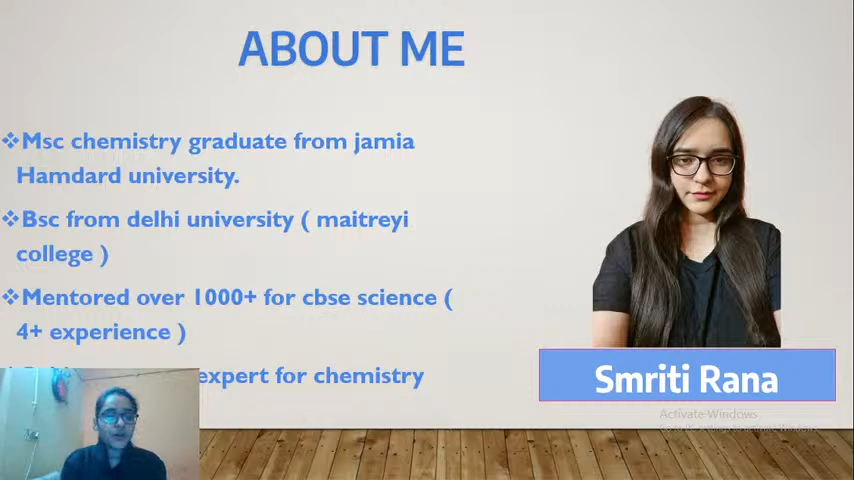 ABOUT ME
❖Msc chemistry graduate from jamia
Hamdard university.
❖Bsc from delhi university ( maitreyi
college )
❖Mentored over 1000+ for cbse science (
4+ experience )
expert for chemistry
Smriti Rana
Activate Windows